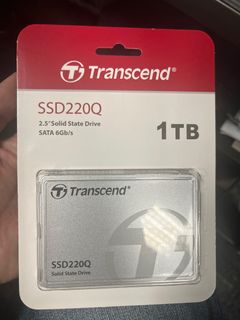 Transcend
SSD220Q
2.5" Solid State Drive
SATA 6Gb/s
1TB
Transcend
SSD220Q
Solid State Drive